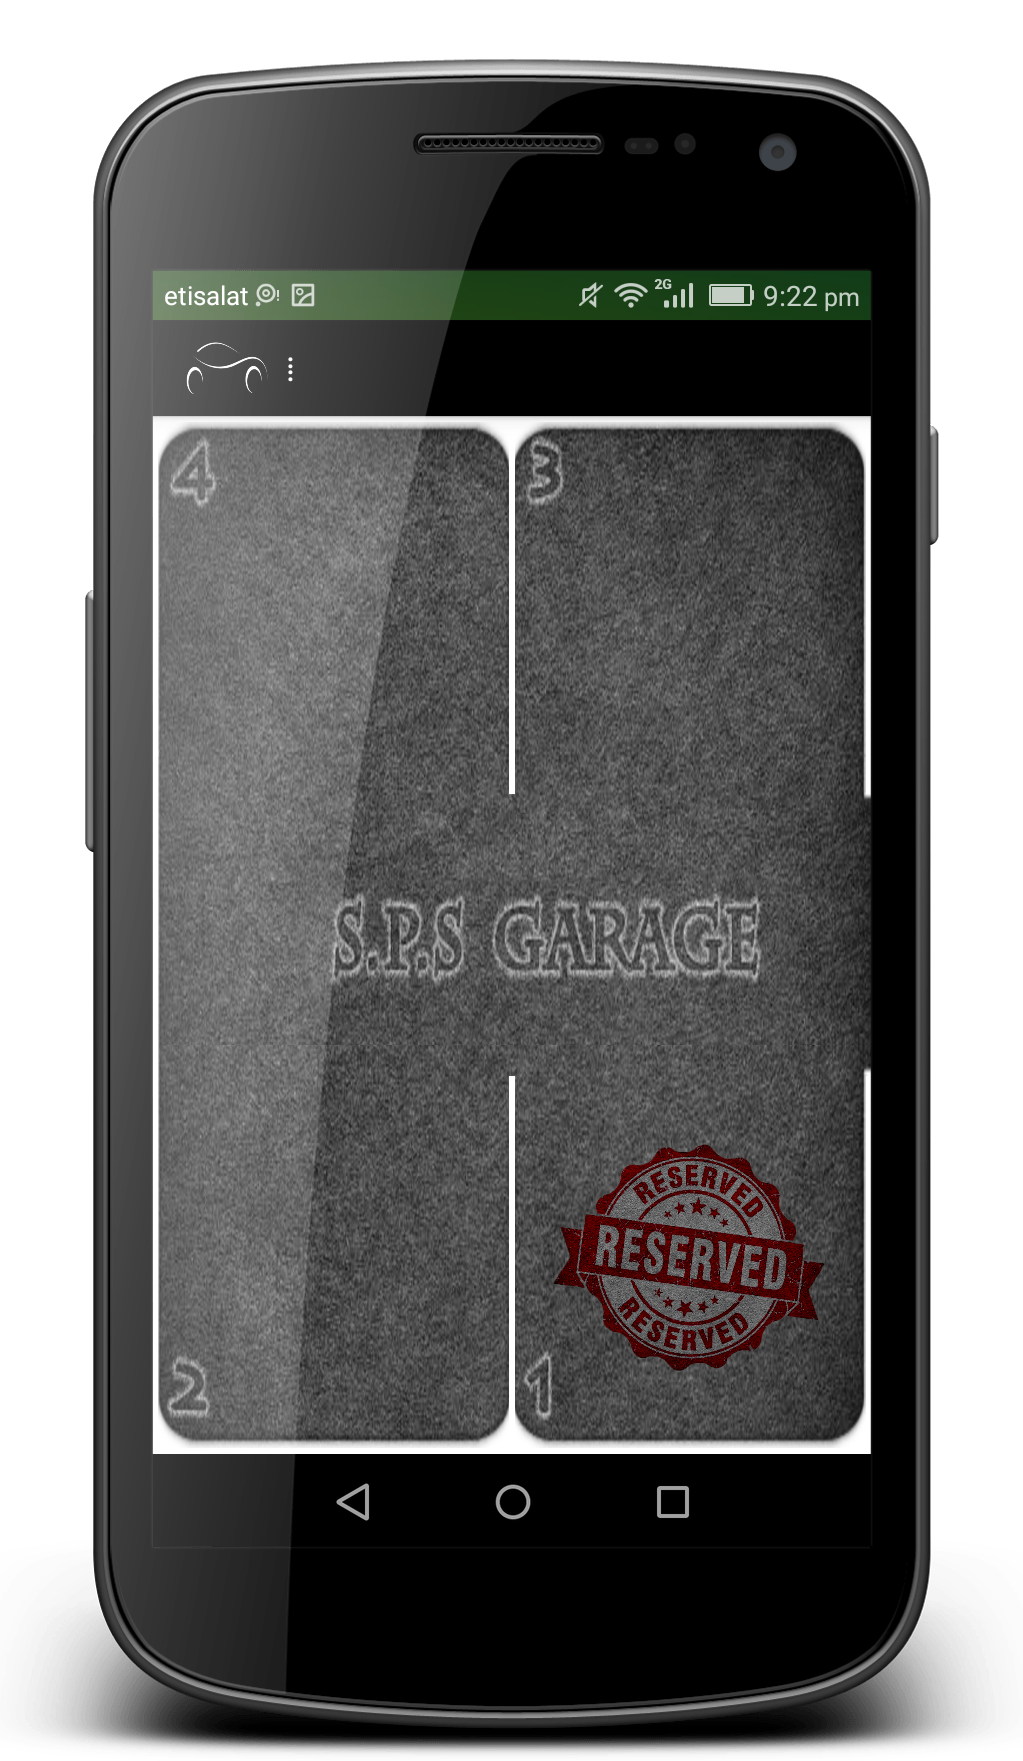 etisalat 2G 9:22 pm
4 3
S.P.S GARAGE
RESERVED
RESERVED
RESERVED
2 1